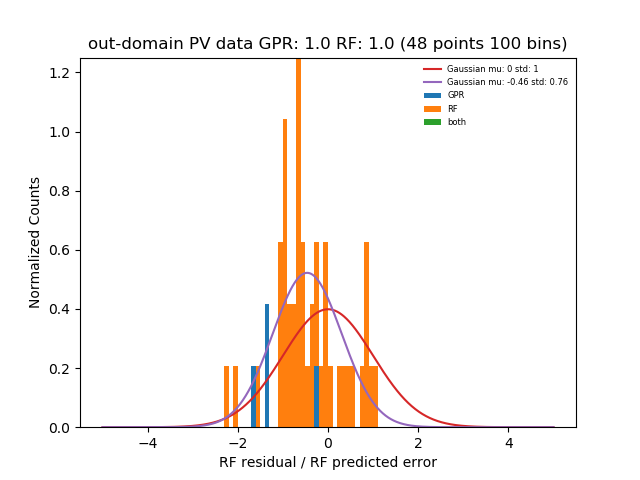 out-domain PV data GPR: 1.0 RF: 1.0 (48 points 100 bins)
Gaussian mu: 0 std: 1
Gaussian mu: -0.46 std: 0.76
GPR
RF
both
Normalized Counts
1.2
1.0
0.8
0.6
0.4
0.2
0.0
−4
−2
0
2
4
RF residual / RF predicted error